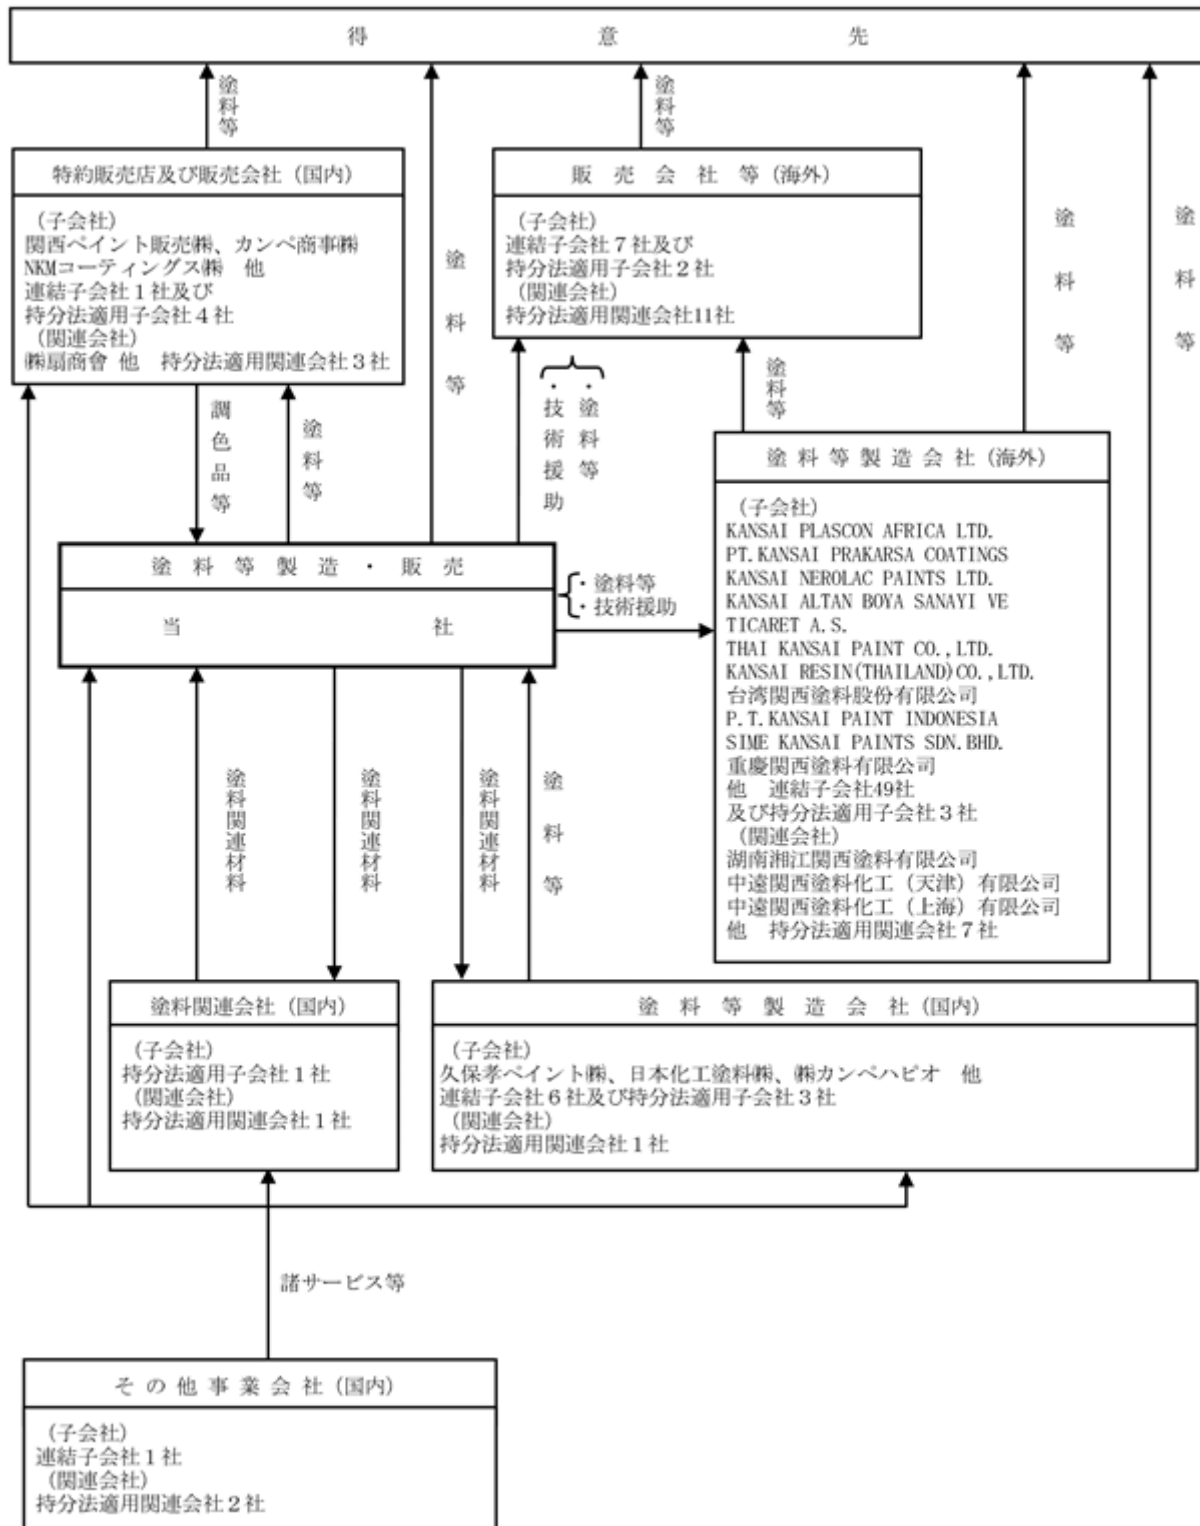 得意先
塗料等
塗料等
塗料等
塗料等
塗料等
特約販売店及び販売会社（国内）
（子会社）
関西ペイント販売㈱、カンペ商事㈱
NKMコーティングス㈱　他
連結子会社１社及び
持分法適用子会社４社
（関連会社）
㈱扇商會 他　持分法適用関連会社３社
販売会社等（海外）
（子会社）
連結子会社７社及び
持分法適用子会社２社
（関連会社）
持分法適用関連会社11社
調色品等
塗料等
・塗料等
・技術援助
塗料等
塗料等製造・販売
当社
・塗料等
・技術援助
塗料等製造会社（海外）
（子会社）
KANSAI PLASCON AFRICA LTD.
PT.KANSAI PRAKARSA COATINGS
KANSAI NEROLAC PAINTS LTD.
KANSAI ALTAN BOYA SANAYI VE
TICARET A.S.
THAI KANSAI PAINT CO.,LTD.
KANSAI RESIN(THAILAND)CO.,LTD.
台湾関西塗料股份有限公司
P.T.KANSAI PAINT INDONESIA
SIME KANSAI PAINTS SDN.BHD.
重慶関西塗料有限公司
他　連結子会社49社
及び持分法適用子会社３社
（関連会社）
湖南湘江関西塗料有限公司
中遠関西塗料化工（天津）有限公司
中遠関西塗料化工（上海）有限公司
他　持分法適用関連会社７社
塗料関連材料
塗料関連材料
塗料関連材料
塗料等
塗料関連会社（国内）
（子会社）
持分法適用子会社１社
（関連会社）
持分法適用関連会社１社
塗料等製造会社（国内）
（子会社）
久保孝ペイント㈱、日本化工塗料㈱、㈱カンペハピオ　他
連結子会社６社及び持分法適用子会社３社
（関連会社）
持分法適用関連会社１社
諸サービス等
その他事業会社（国内）
（子会社）
連結子会社１社
（関連会社）
持分法適用関連会社２社